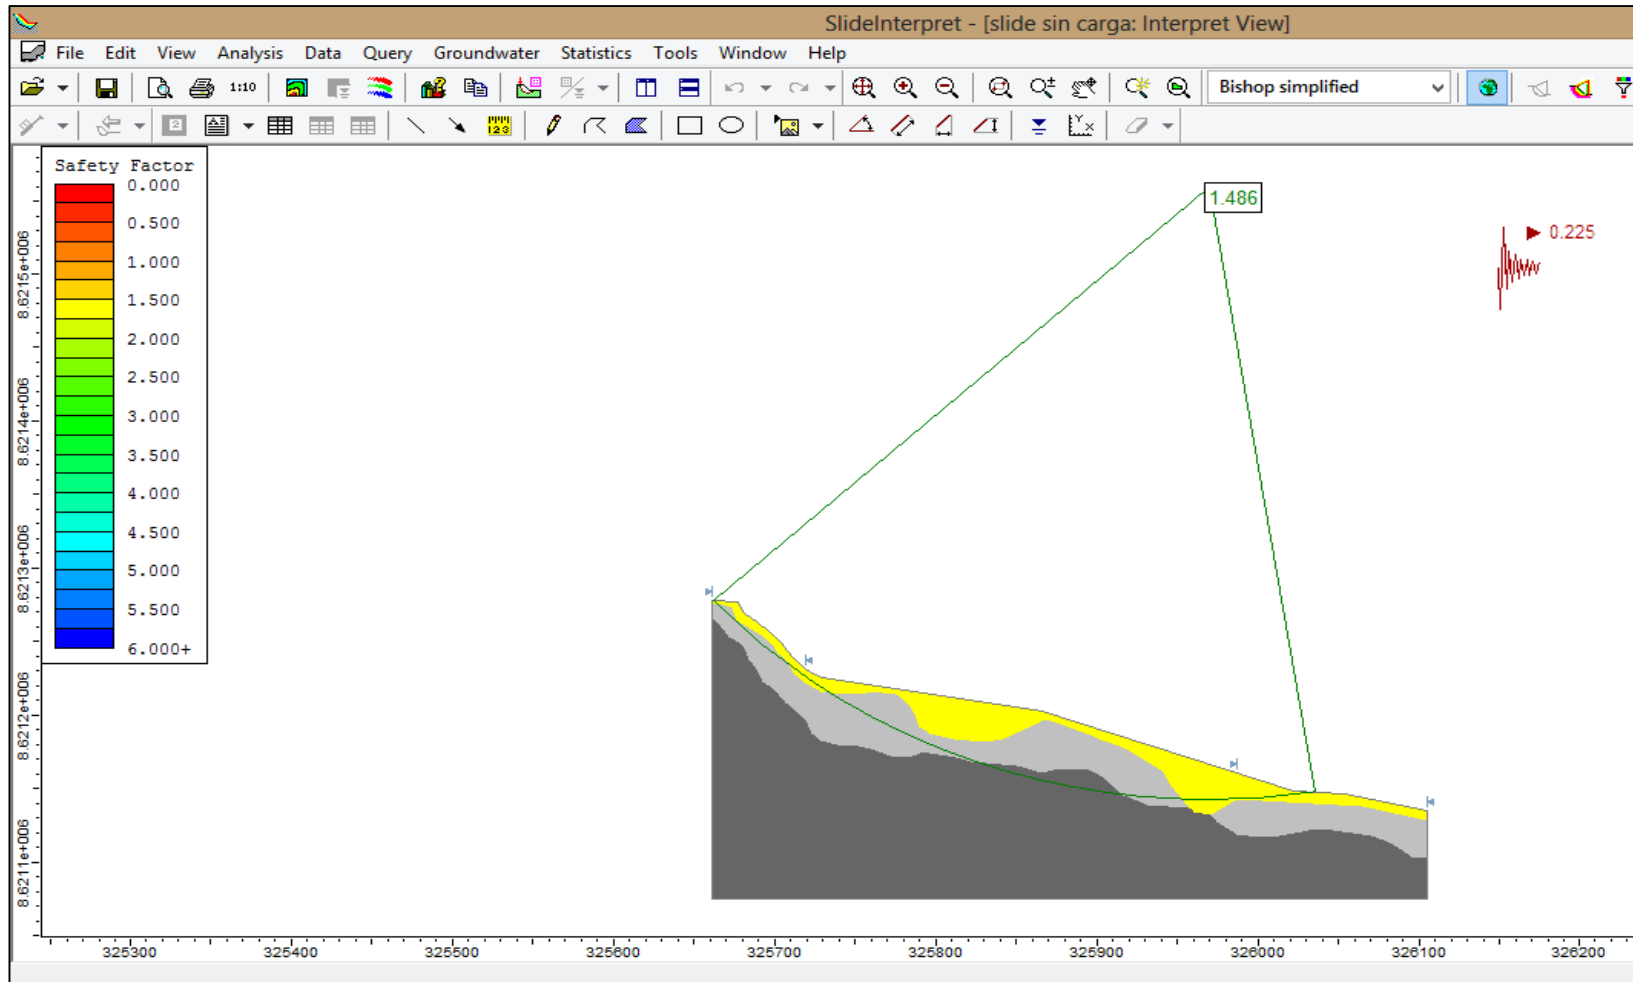 SlideInterpret - [slide sin carga: Interpret View]
File Edit View Analysis Data Query Groundwater Statistics Tools Window Help
1:10
Bishop simplified
2
123
Safety Factor
0.000
0.500
1.000
1.500
2.000
2.500
3.000
3.500
4.000
4.500
5.000
5.500
6.000+
1.486
0.225
8.6215e+006
8.6214e+006
8.6213e+006
8.6212e+006
8.6211e+006
325300 325400 325500 325600 325700 325800 325900 326000 326100 326200